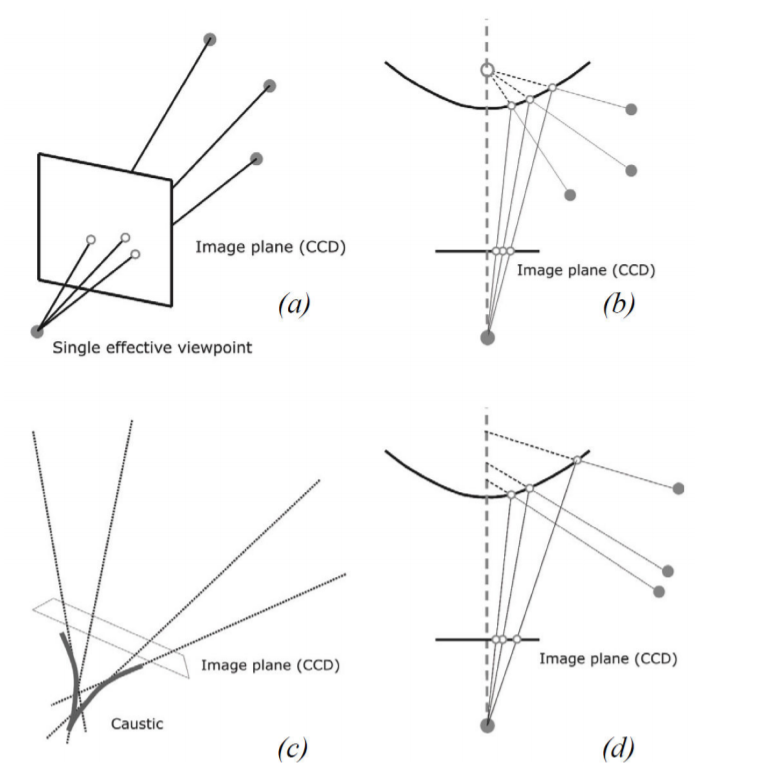 Image plane (CCD)
(a)
Single effective viewpoint
Image plane (CCD)
(b)
Image plane (CCD)
Caustic
(c)
Image plane (CCD)
(d)